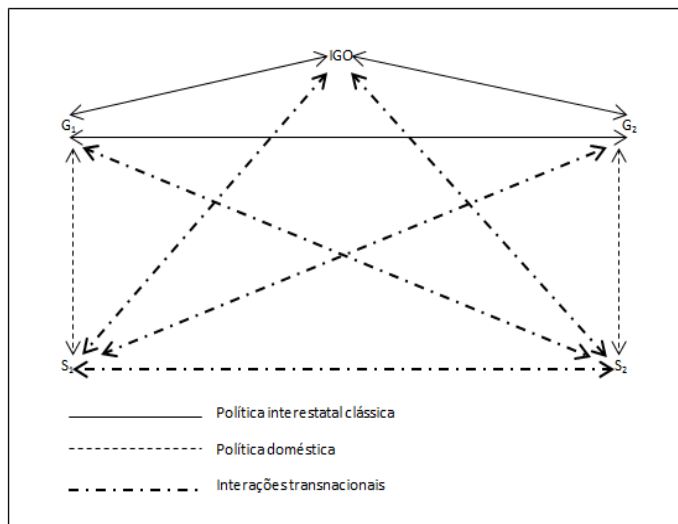 IGO
G₁ G₂
S₁ S₂
Política interestatal clássica
Política doméstica
Interações transnacionais